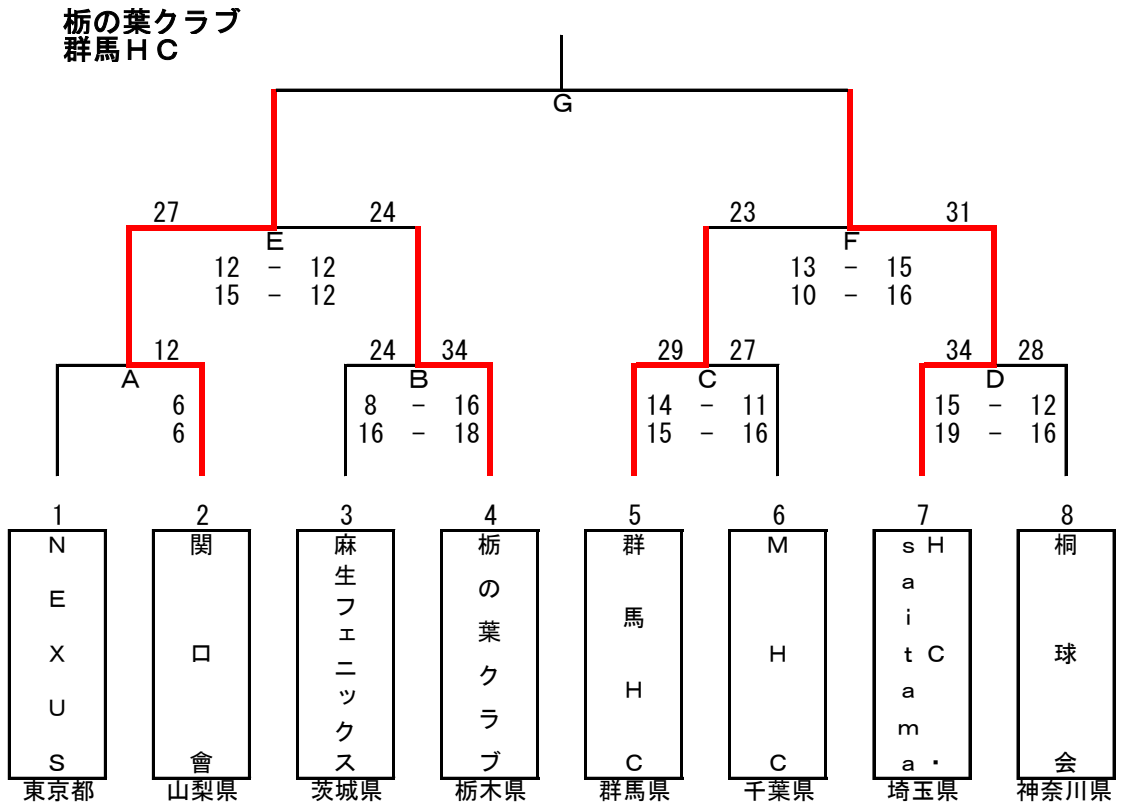 栃の葉クラブ
群馬ＨＣ
G
27 24 23 31
E F
12 － 12 13 － 15
15 － 12 10 － 16
12 24 34 29 27 34 28
A B C D
6 8 － 16 14 － 11 15 － 12
6 16 － 18 15 － 16 19 － 16
1 2 3 4 5 6 7 8
ＮＥＸＵＳ
関口會
麻生フェニックス
栃の葉クラブ
群馬ＨＣ
ＭＨＣ
ＨＣ・
ｓａｉｔａｍａ
桐球会
東京都 山梨県 茨城県 栃木県 群馬県 千葉県 埼玉県 神奈川県